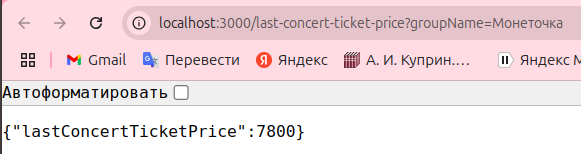 localhost:3000/last-concert-ticket-price?groupName=Монеточка
Gmail Перевести Яндекс А. И. Куприн.... Яндекс М
Автоформатировать
{"lastConcertTicketPrice":7800}